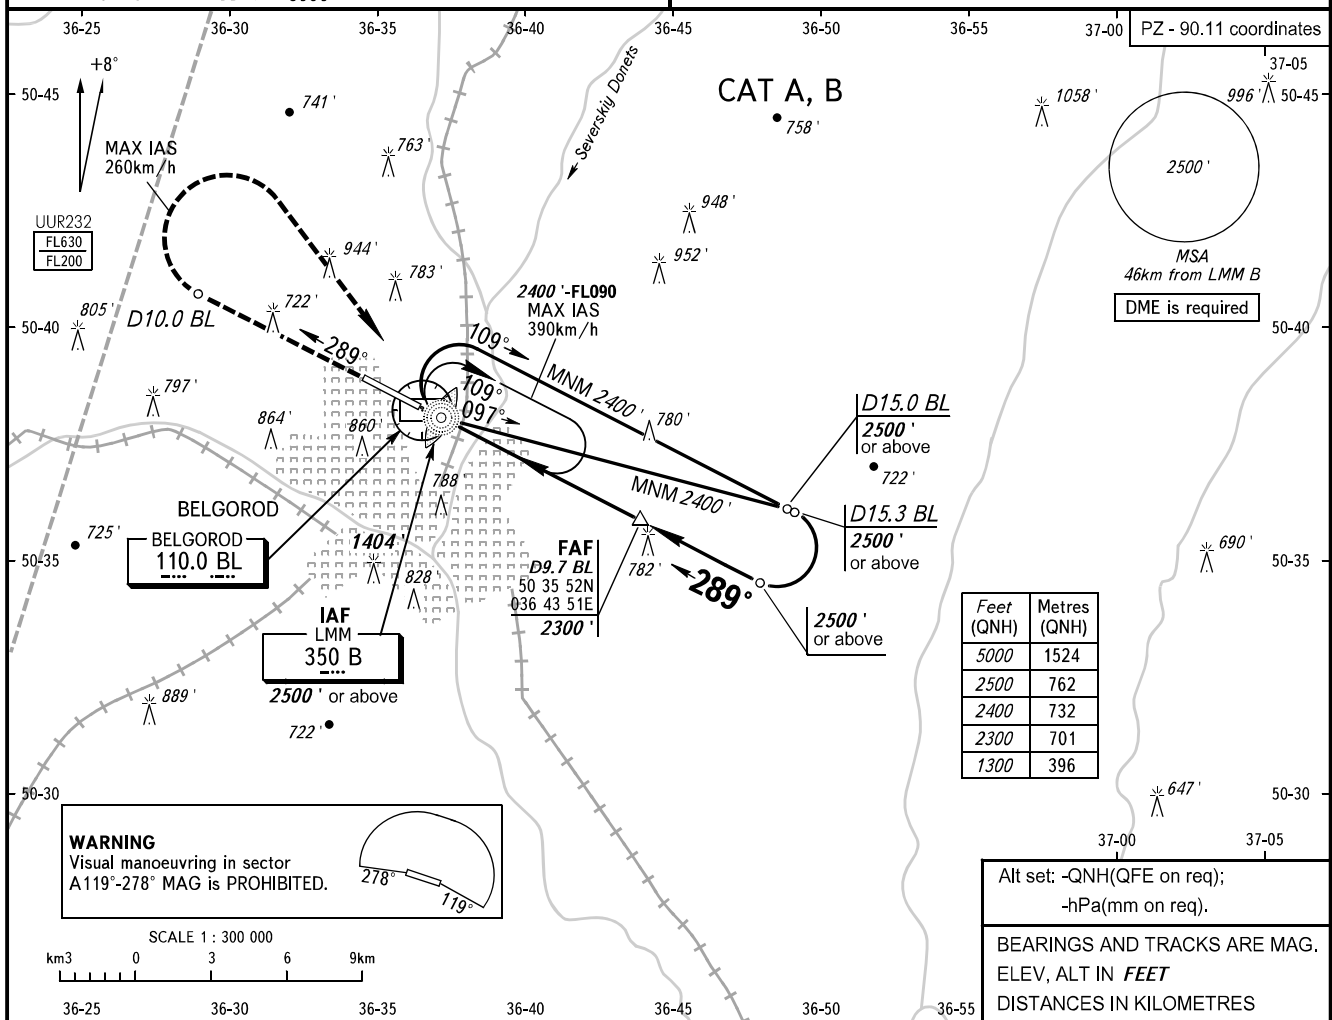 36-25
36-30
36-35
36-40
36-45
36-50
36-55
37-00
PZ - 90.11 coordinates
37-05
+8°
50-45
741'
CAT A, B
758'
1058'
996'
50-45
MAX IAS
260km/h
763'
Severskiy Donets
2500'
UUR232
FL630
FL200
948'
944'
952'
783'
MSA
46km from LMM B
DME is required
2400'-FL090
MAX IAS
390km/h
805'
D10.0 BL
722'
50-40
50-40
289°
109°
MNM 2400'
109°
097°
797'
864'
860'
780'
D15.0 BL
2500'
or above
722'
788'
MNM 2400'
BELGOROD
D15.3 BL
2500'
or above
725'
BELGOROD
110.0 BL
1404'
828'
FAF
D9.7 BL
50 35 52N
036 43 51E
2300'
782'
289°
690'
50-35
50-35
IAF
LMM
350 B
2500' or above
2500'
or above
Feet
(QNH)
Metres
(QNH)
5000 1524
2500 762
2400 732
2300 701
1300 396
889'
722'
50-30
647'
50-30
WARNING
Visual manoeuvring in sector
A119°-278° MAG is PROHIBITED.
278°
119°
37-00
37-05
Alt set: -QNH(QFE on req);
-hPa(mm on req).
SCALE 1 : 300 000
km3 0 3 6 9km
BEARINGS AND TRACKS ARE MAG.
ELEV, ALT IN FEET
DISTANCES IN KILOMETRES
36-25
36-30
36-35
36-40
36-45
36-50
36-55